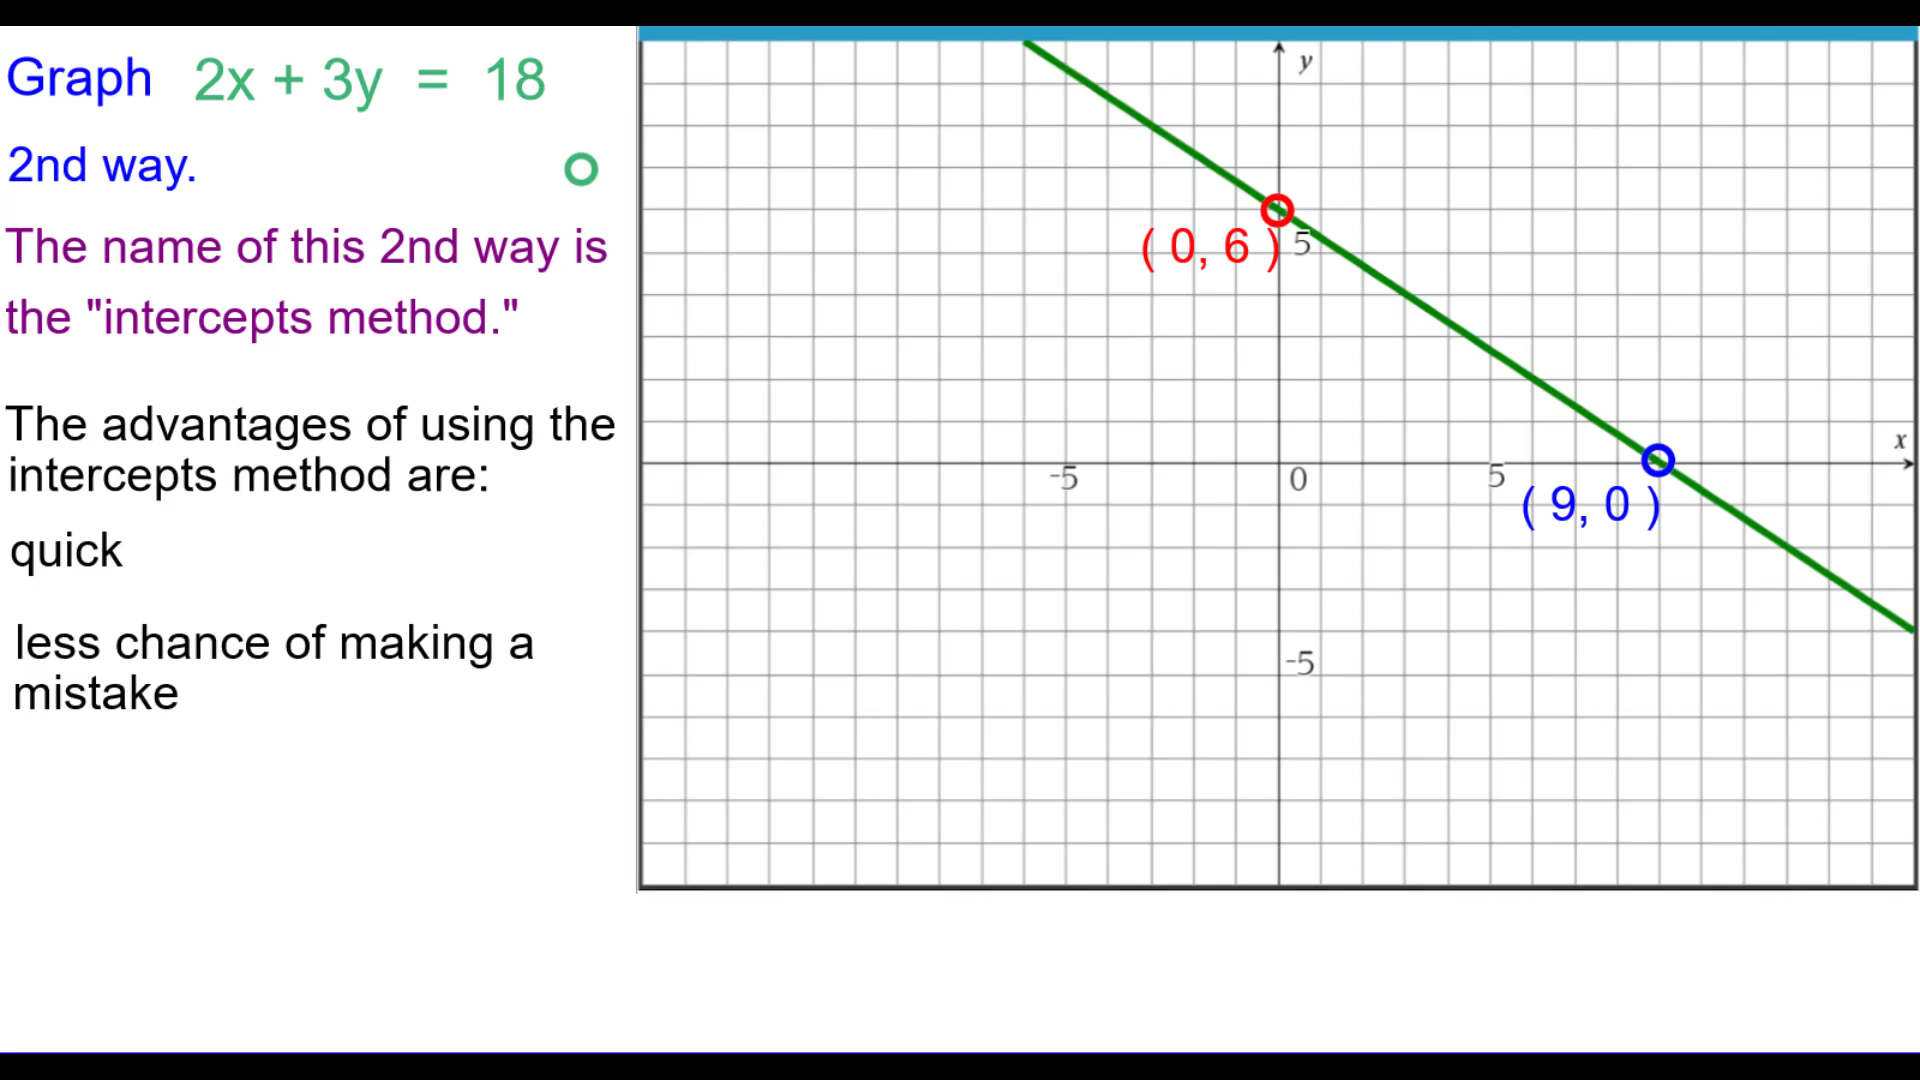 Graph 2x + 3y = 18
2nd way.
The name of this 2nd way is
the "intercepts method."
The advantages of using the
intercepts method are:
quick
less chance of making a
mistake
y
( 0, 6 ) 5
x
-5 0 5
( 9, 0 )
-5